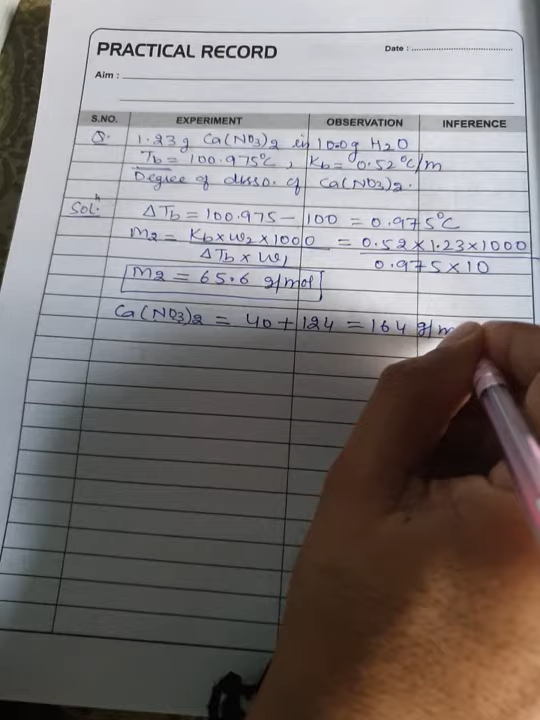 PRACTICAL RECORD
Date :
Aim :
S.NO. EXPERIMENT OBSERVATION INFERENCE
Q. 1.23 g Ca(NO3)2 in 10.0 g H2O
Tb = 100.975°C, Kb = 0.52 °C/m
Degree of disso. of Ca(NO3)2.
Sol: ΔTb = 100.975 - 100 = 0.975°C
M2 = Kb × W2 × 1000 / ΔTb × W1 = 0.52 × 1.23 × 1000 / 0.975 × 10
M2 = 65.6 g/mol
Ca(NO3)2 = 40 + 124 = 164 g/m